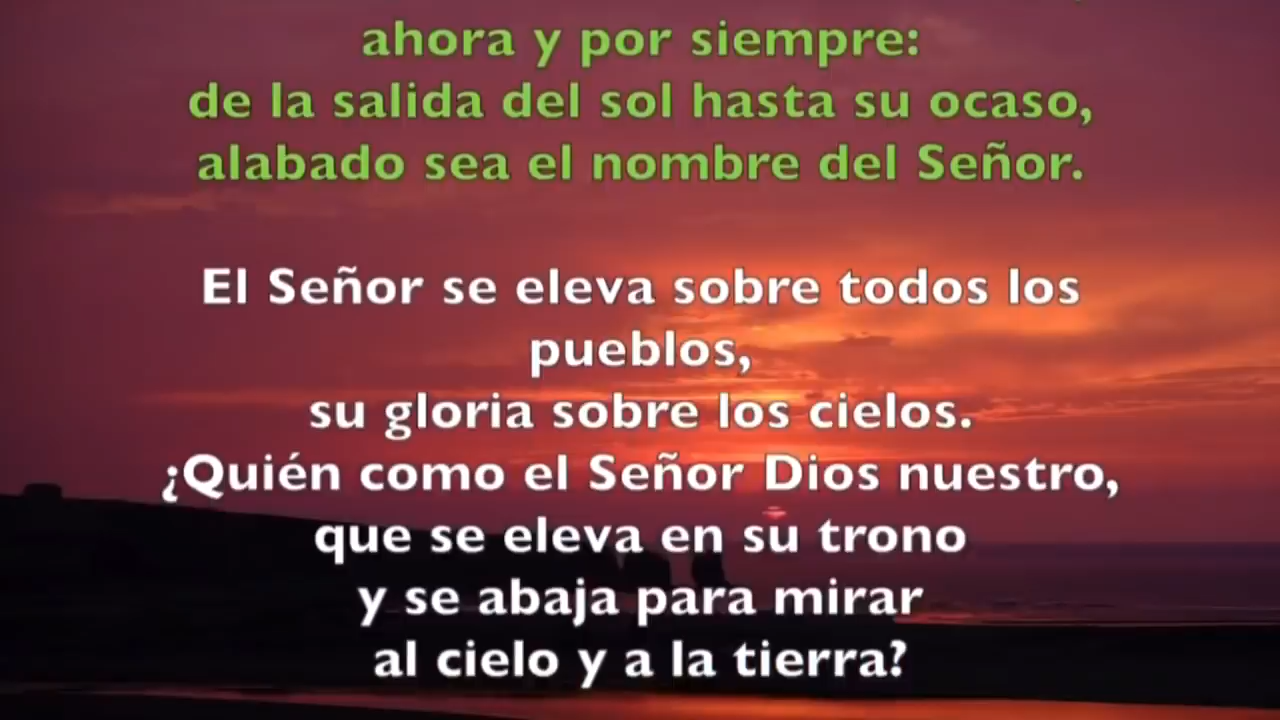 ahora y por siempre:
de la salida del sol hasta su ocaso,
alabado sea el nombre del Señor.
El Señor se eleva sobre todos los
pueblos,
su gloria sobre los cielos.
¿Quién como el Señor Dios nuestro,
que se eleva en su trono
y se abaja para mirar
al cielo y a la tierra?